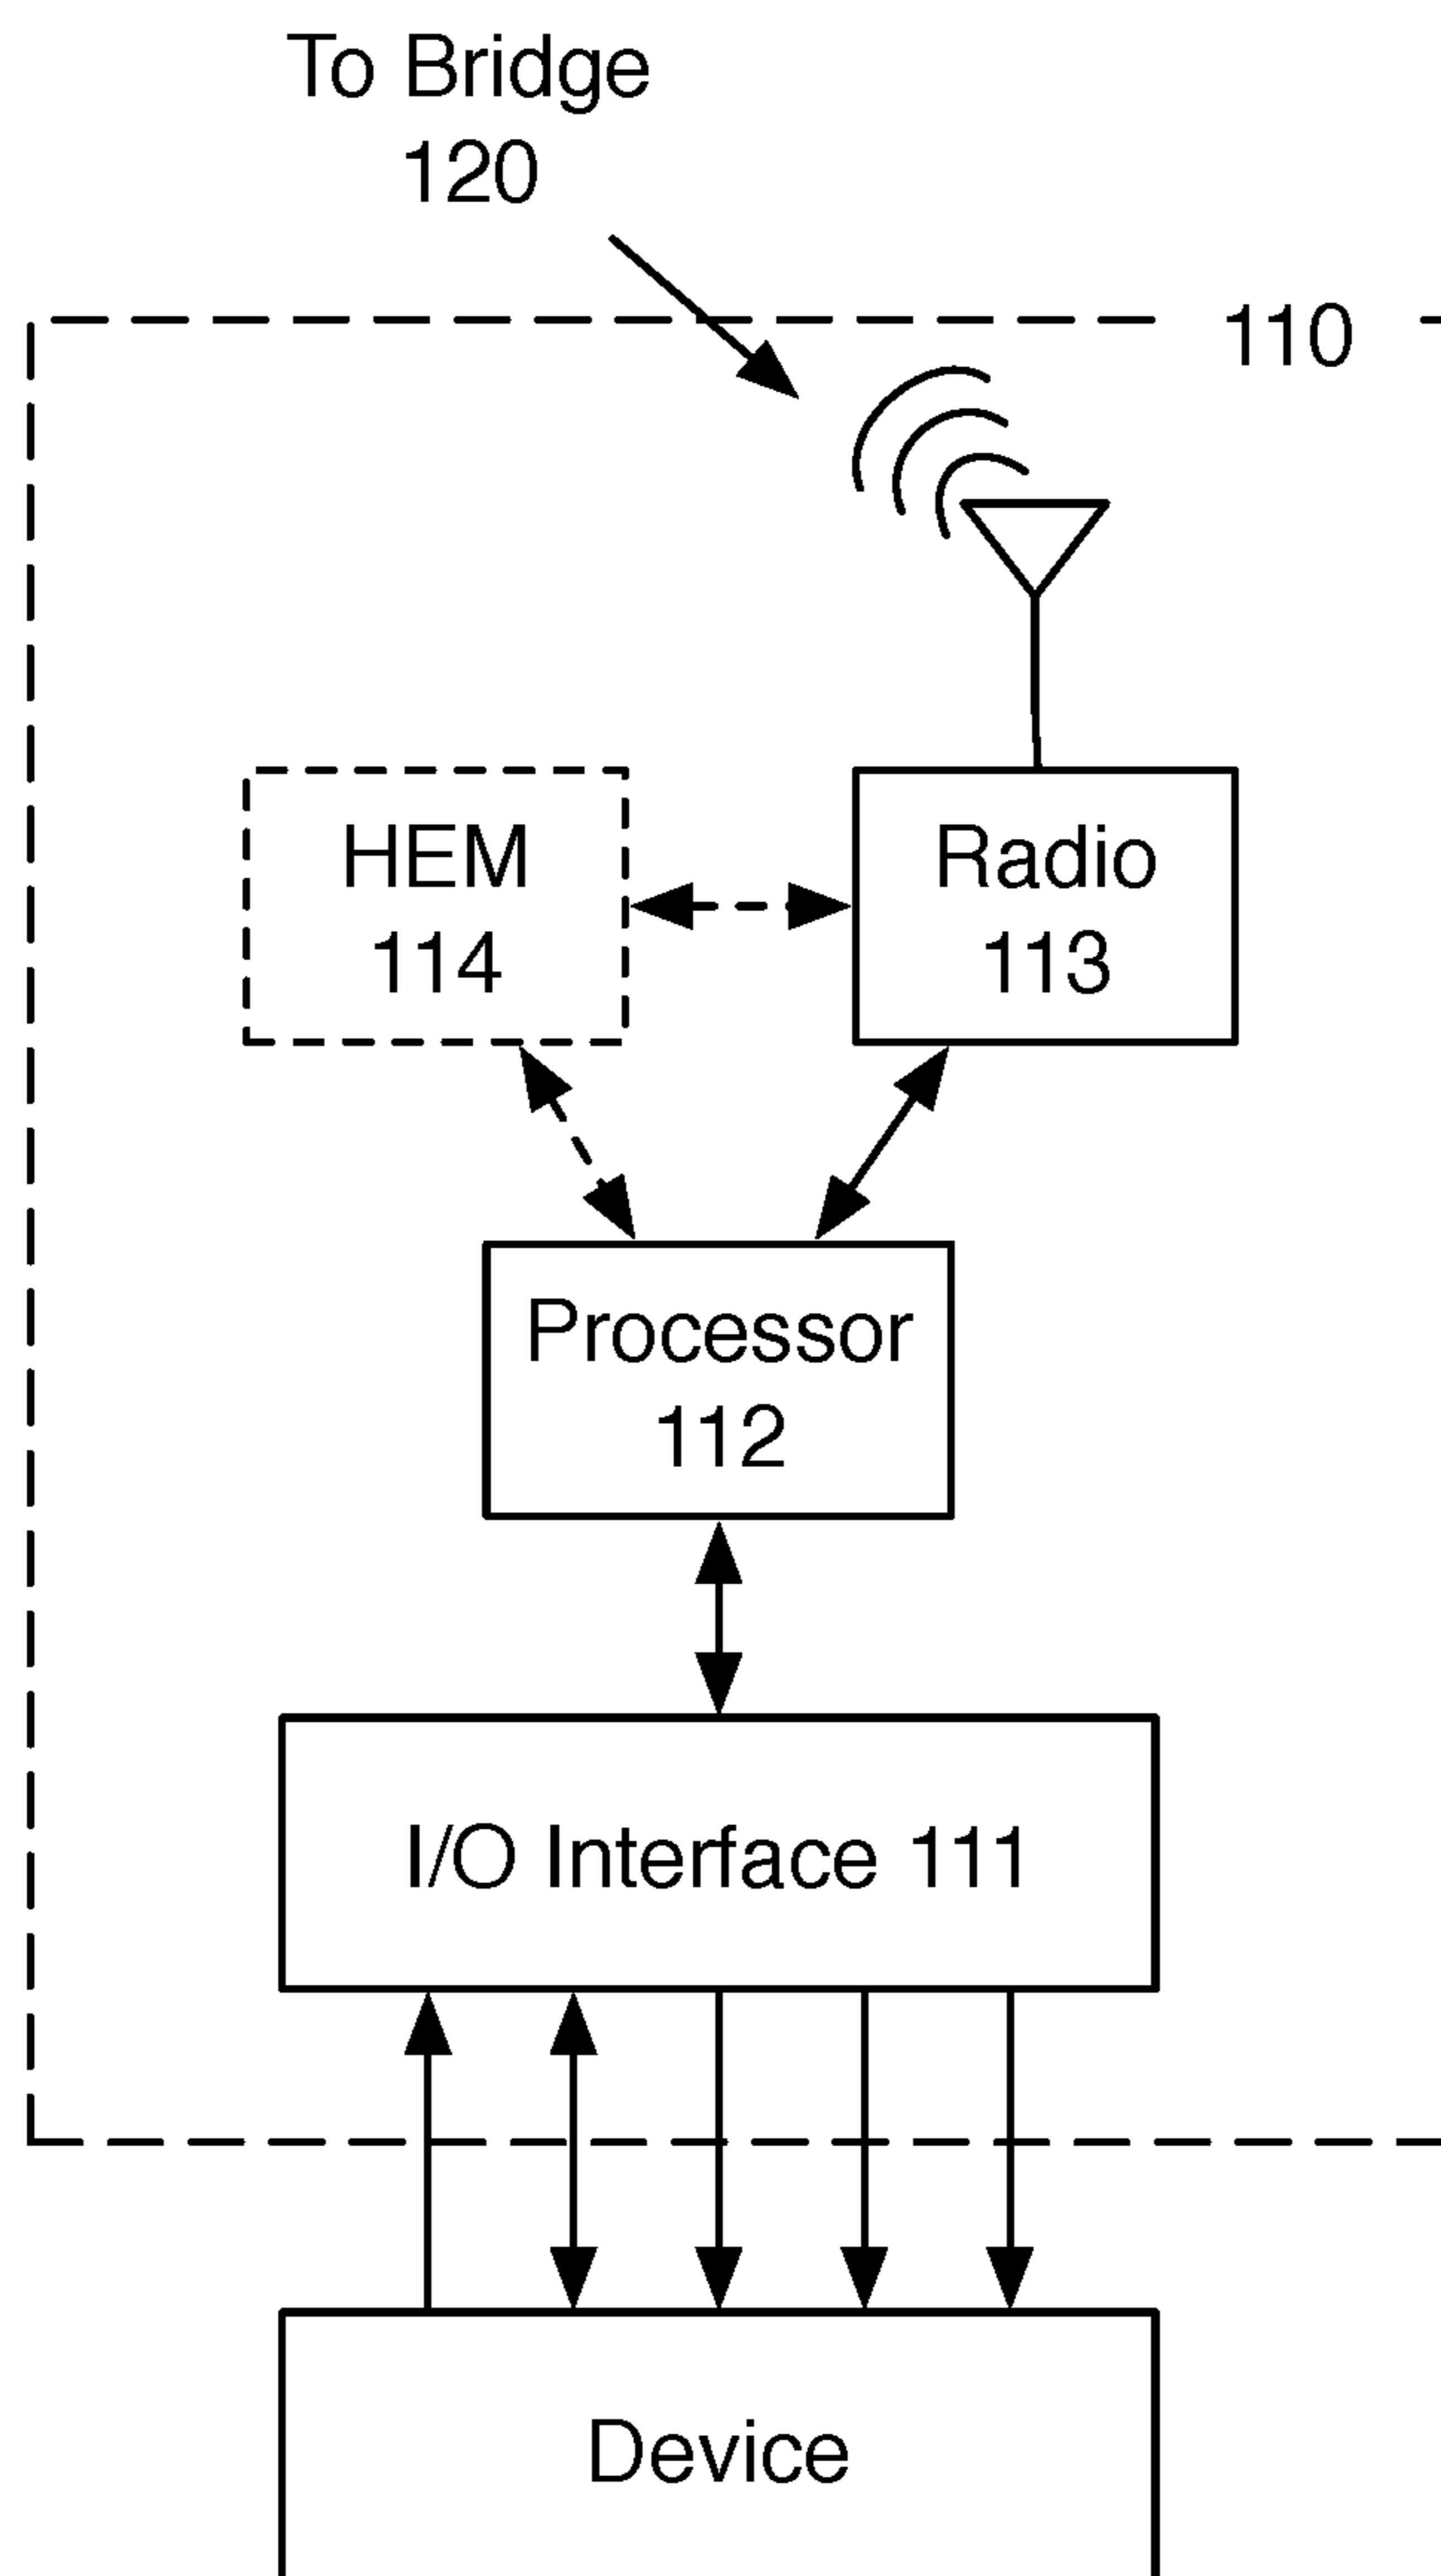 To Bridge
120
110
HEM
114
Radio
113
Processor
112
I/O Interface 111
Device